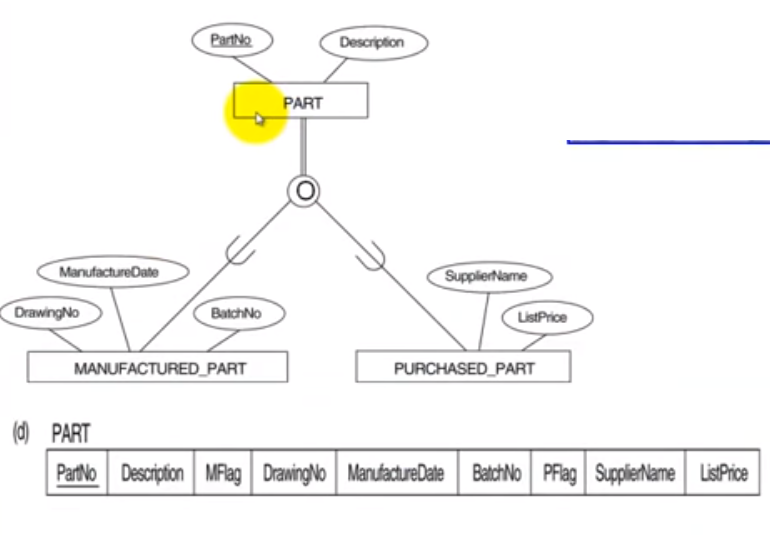 PartNo
Description
PART
O
ManufactureDate
SupplierName
DrawingNo
BatchNo
ListPrice
MANUFACTURED_PART
PURCHASED_PART
(d) PART
PartNo Description MFlag DrawingNo ManufactureDate BatchNo PFlag SupplierName ListPrice